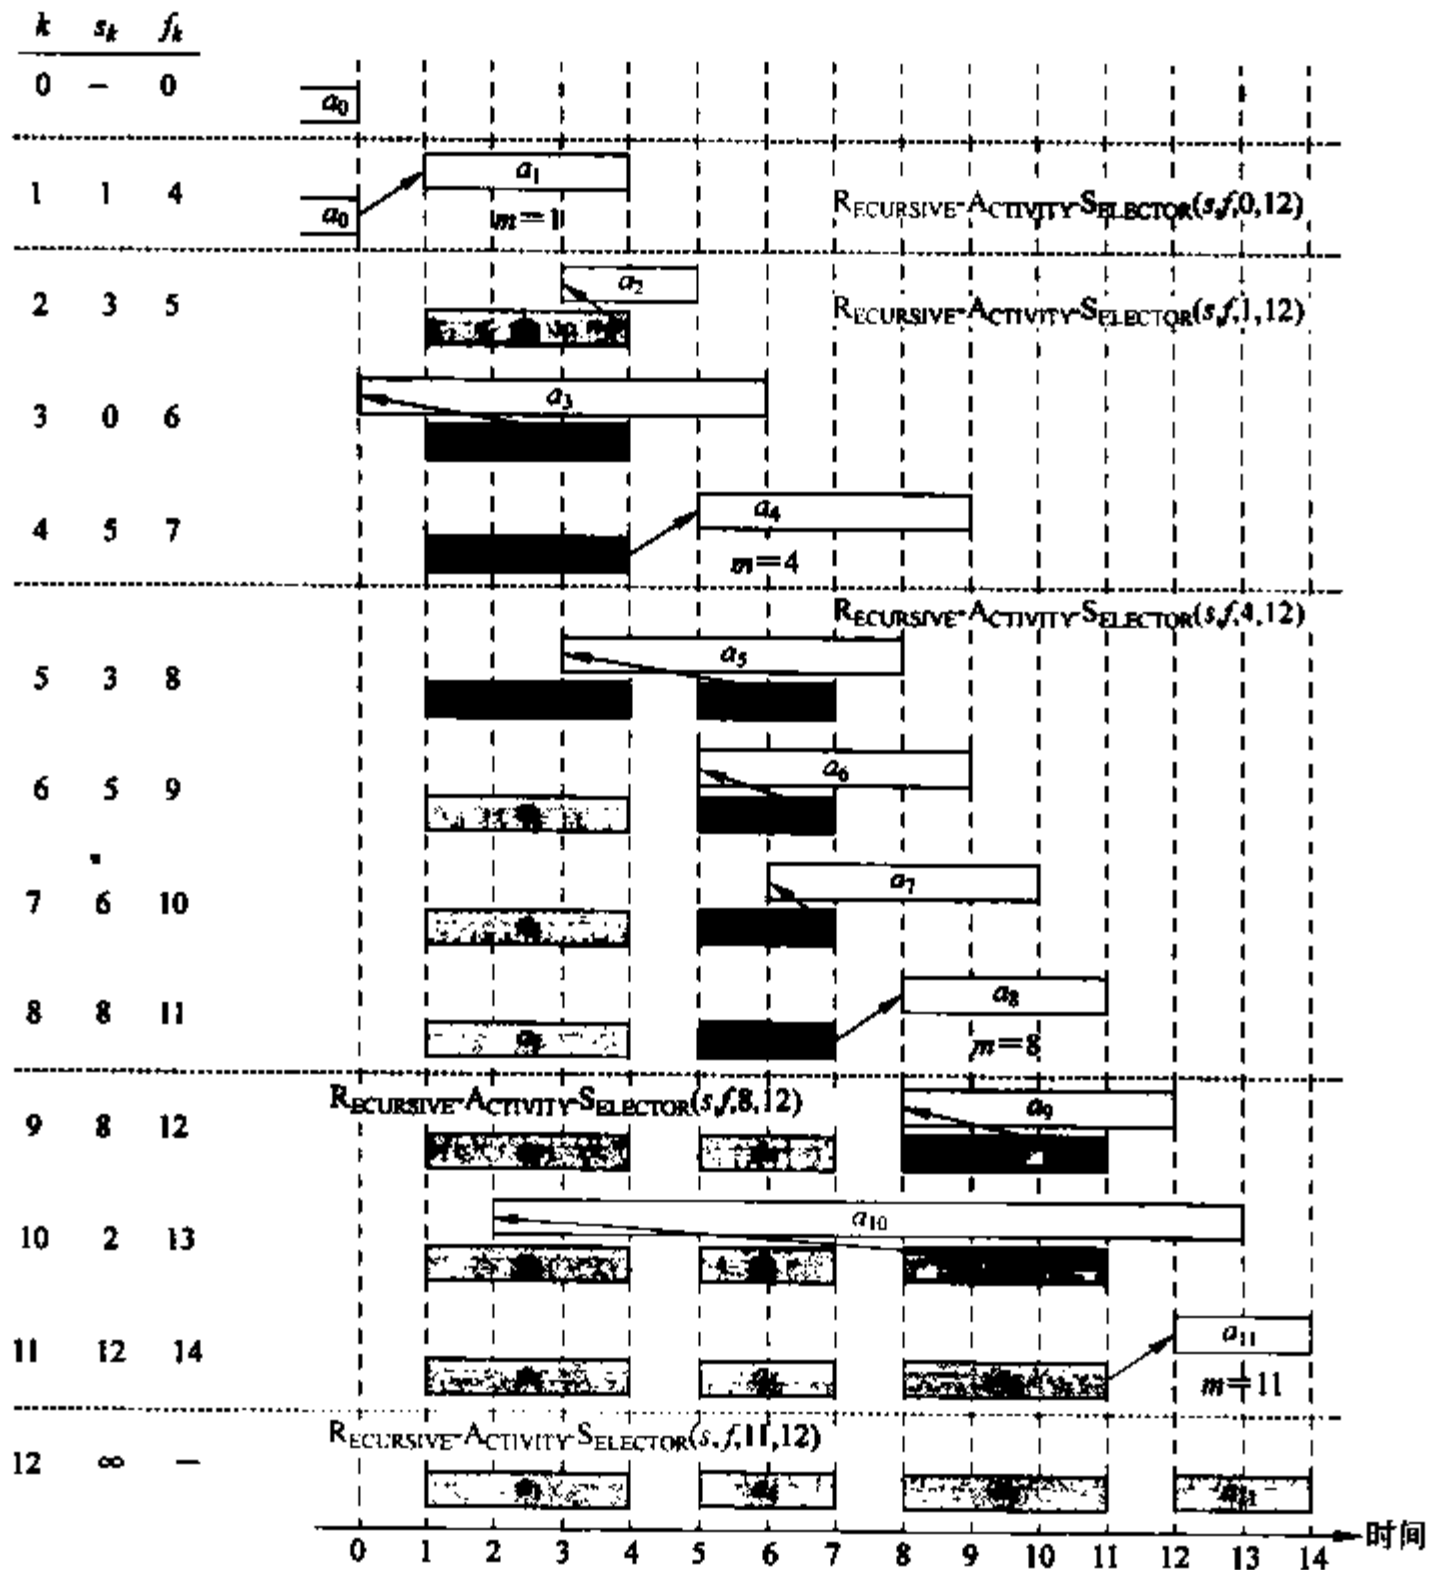 k s_k f_k
0 – 0
a_0
1 1 4
a_1
a_0
m=1
RECURSIVE-ACTIVITY-SELECTOR(s,f,0,12)
2 3 5
a_2
RECURSIVE-ACTIVITY-SELECTOR(s,f,1,12)
3 0 6
a_3
4 5 7
a_4
m=4
RECURSIVE-ACTIVITY-SELECTOR(s,f,4,12)
5 3 8
a_5
6 5 9
a_6
7 6 10
a_7
8 8 11
a_8
m=8
RECURSIVE-ACTIVITY-SELECTOR(s,f,8,12)
9 8 12
a_9
10 2 13
a_10
11 12 14
a_11
m=11
RECURSIVE-ACTIVITY-SELECTOR(s,f,11,12)
12 ∞ —
a_11
0 1 2 3 4 5 6 7 8 9 10 11 12 13 14 时间